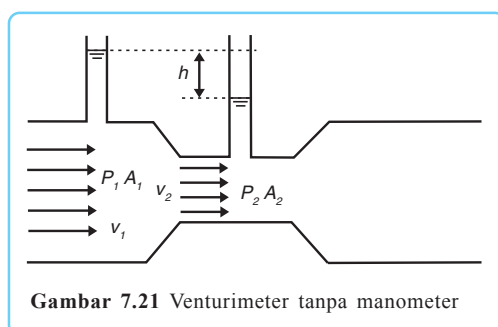 h
P₁ A₁
v₂
P₂ A₂
v₁
Gambar 7.21 Venturimeter tanpa manometer